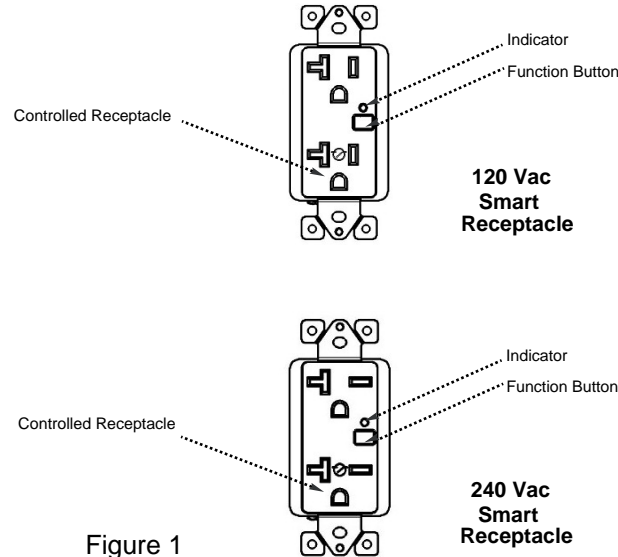 Indicator
Function Button
Controlled Receptacle
120 Vac
Smart
Receptacle
Indicator
Function Button
Controlled Receptacle
240 Vac
Smart
Receptacle
Figure 1